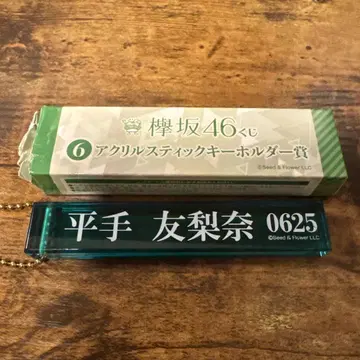 欅坂46くじ
6 アクリルスティックキーホルダー賞
©Seed & Flower LLC
平手 友梨奈 0625
©Seed & Flower LLC